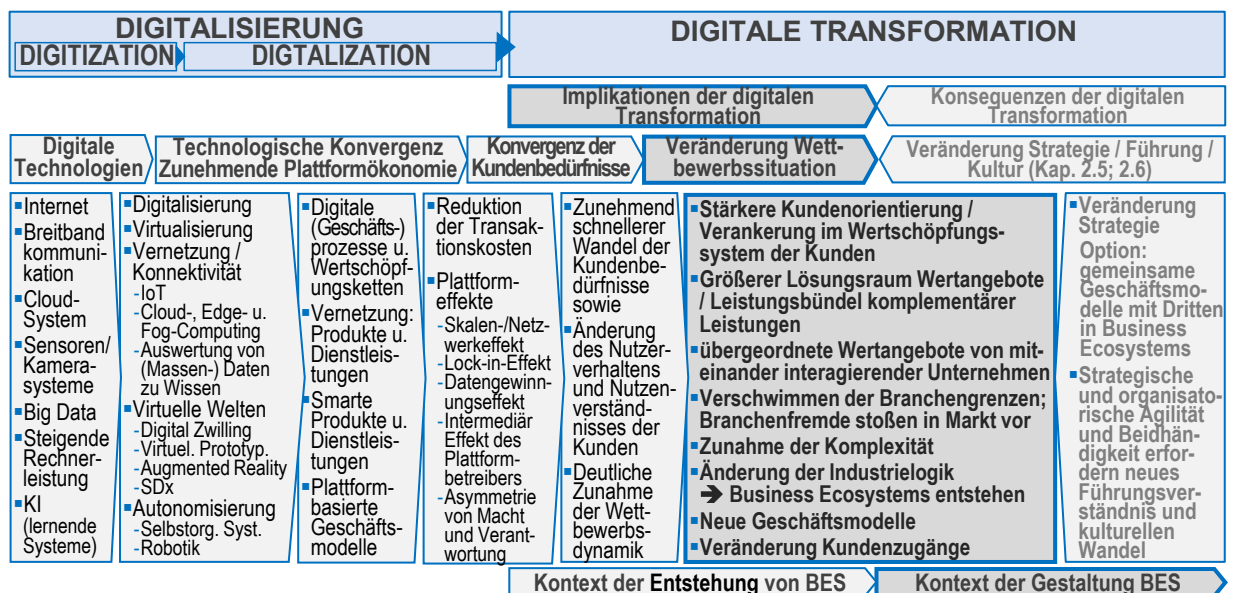 DIGITALISIERUNG
DIGITIZATION
DIGTALIZATION
DIGITALE TRANSFORMATION
Implikationen der digitalen
Transformation
Konsequenzen der digitalen
Transformation
Digitale
Technologien
Technologische Konvergenz
Zunehmende Plattformökonomie
Konvergenz der
Kundenbedürfnisse
Veränderung Wett-
bewerbssituation
Veränderung Strategie / Führung /
Kultur (Kap. 2.5; 2.6)
▪Internet
▪Breitband
kommuni-
kation
▪Cloud-
System
▪Sensoren/
Kamera-
systeme
▪Big Data
▪Steigende
Rechner-
leistung
▪KI
(lernende
Systeme)
▪Digitalisierung
▪Virtualisierung
▪Vernetzung /
Konnektivität
-IoT
-Cloud-, Edge- u.
Fog-Computing
-Auswertung von
(Massen-) Daten
zu Wissen
▪Virtuelle Welten
-Digital Zwilling
-Virtuel. Prototyp.
-Augmented Reality
-SDx
▪Autonomisierung
-Selbstorg. Syst.
-Robotik
▪Digitale
(Geschäfts-)
prozesse u.
Wertschöpf-
ungsketten
▪Vernetzung:
Produkte u.
Dienstleis-
tungen
▪Smarte
Produkte u.
Dienstleis-
tungen
▪Plattform-
basierte
Geschäfts-
modelle
▪Reduktion
der Transak-
tionskosten
▪Plattform-
effekte
-Skalen-/Netz-
werkeffekt
-Lock-in-Effekt
-Datengewinn-
ungseffekt
-Intermediär
Effekt des
Plattform-
betreibers
-Asymmetrie
von Macht
und Verant-
wortung
▪Zunehmend
schnellerer
Wandel der
Kundenbe-
dürfnisse
sowie
▪Änderung
des Nutzer-
verhaltens
und Nutzen-
verständ-
nisses der
Kunden
▪Deutliche
Zunahme
der Wett-
bewerbs-
dynamik
▪Stärkere Kundenorientierung /
Verankerung im Wertschöpfungs-
system der Kunden
▪Größerer Lösungsraum Wertangebote
/ Leistungsbündel komplementärer
Leistungen
▪übergeordnete Wertangebote von mit-
einander interagierender Unternehmen
▪Verschwimmen der Branchengrenzen;
Branchenfremde stoßen in Markt vor
▪Zunahme der Komplexität
▪Änderung der Industrielogik
➔ Business Ecosystems entstehen
▪Neue Geschäftsmodelle
▪Veränderung Kundenzugänge
▪Veränderung
Strategie
Option:
gemeinsame
Geschäftsmo-
delle mit Dritten
in Business
Ecosystems
▪Strategische
und organisato-
rische Agilität
und Beidhän-
digkeit erfor-
dern neues
Führungsver-
ständnis und
kulturellen
Wandel
Kontext der Entstehung von BES
Kontext der Gestaltung BES